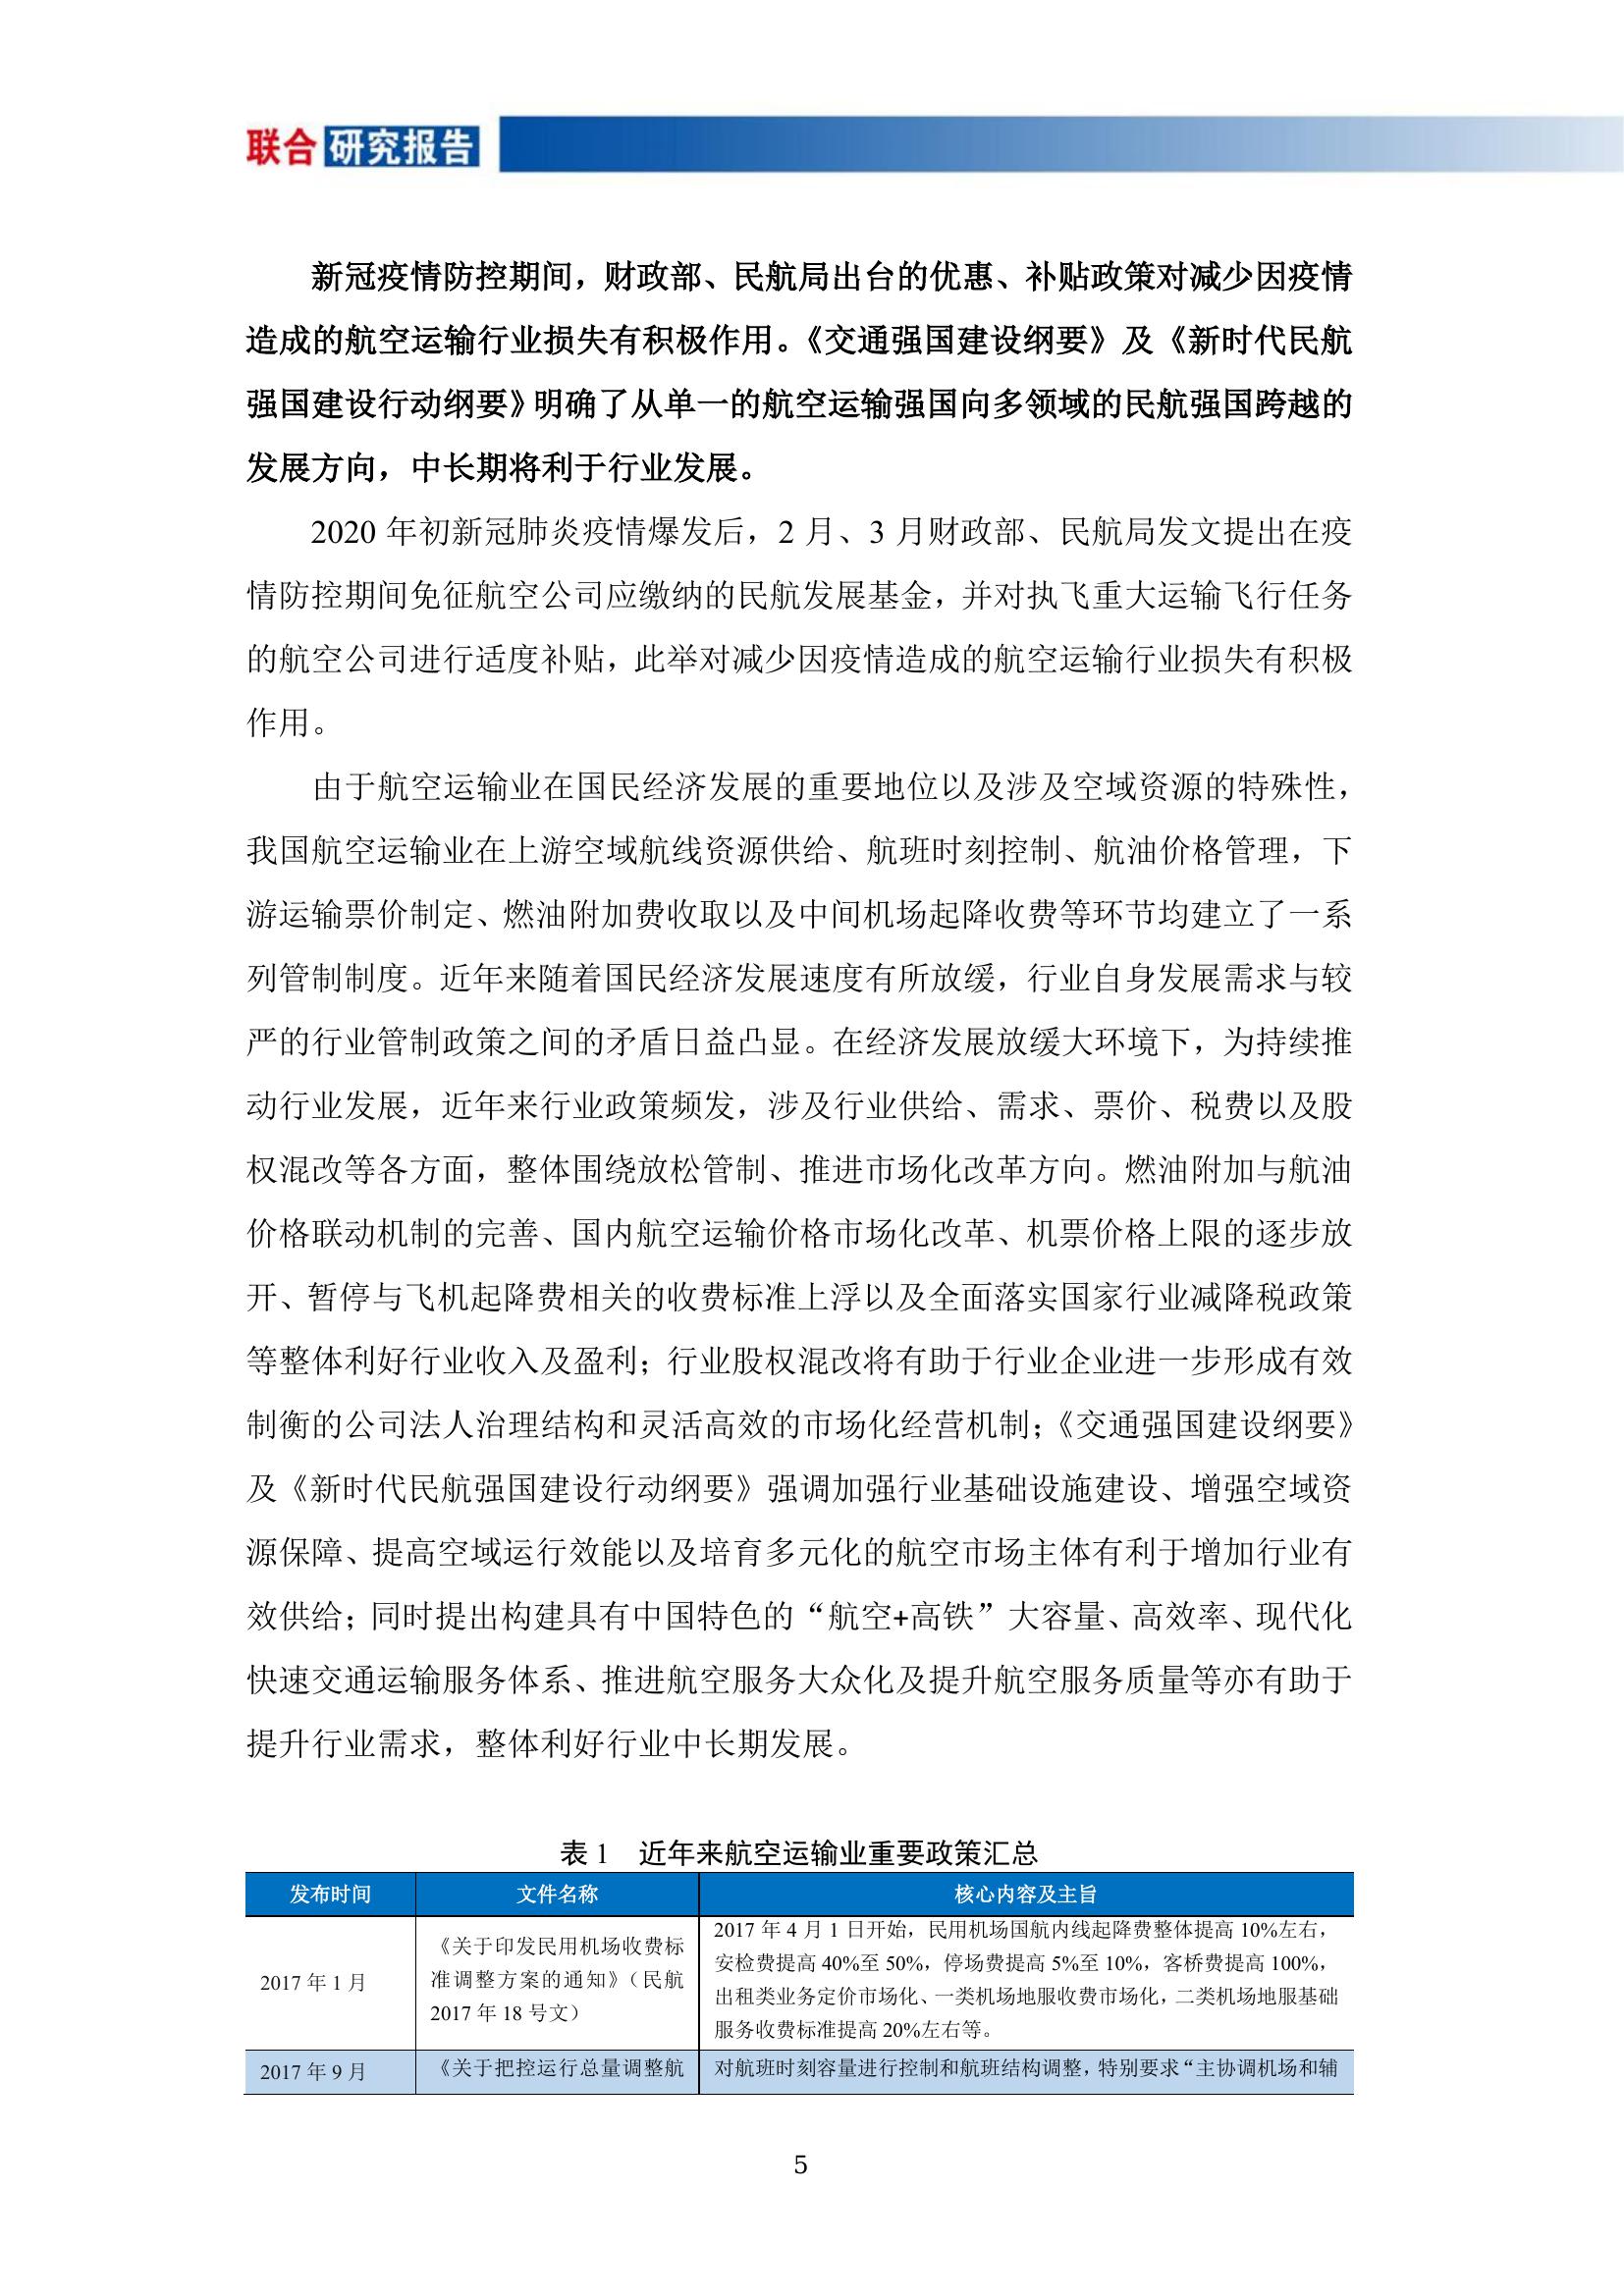 联合研究报告
新冠疫情防控期间，财政部、民航局出台的优惠、补贴政策对减少因疫情
造成的航空运输行业损失有积极作用。《交通强国建设纲要》及《新时代民航
强国建设行动纲要》明确了从单一的航空运输强国向多领域的民航强国跨越的
发展方向，中长期将利于行业发展。
2020 年初新冠肺炎疫情爆发后，2 月、3 月财政部、民航局发文提出在疫
情防控期间免征航空公司应缴纳的民航发展基金，并对执飞重大运输飞行任务
的航空公司进行适度补贴，此举对减少因疫情造成的航空运输行业损失有积极
作用。
由于航空运输业在国民经济发展的重要地位以及涉及空域资源的特殊性，
我国航空运输业在上游空域航线资源供给、航班时刻控制、航油价格管理，下
游运输票价制定、燃油附加费收取以及中间机场起降收费等环节均建立了一系
列管制制度。近年来随着国民经济发展速度有所放缓，行业自身发展需求与较
严的行业管制政策之间的矛盾日益凸显。在经济发展放缓大环境下，为持续推
动行业发展，近年来行业政策频发，涉及行业供给、需求、票价、税费以及股
权混改等各方面，整体围绕放松管制、推进市场化改革方向。燃油附加与航油
价格联动机制的完善、国内航空运输价格市场化改革、机票价格上限的逐步放
开、暂停与飞机起降费相关的收费标准上浮以及全面落实国家行业减降税政策
等整体利好行业收入及盈利；行业股权混改将有助于行业企业进一步形成有效
制衡的公司法人治理结构和灵活高效的市场化经营机制；《交通强国建设纲要》
及《新时代民航强国建设行动纲要》强调加强行业基础设施建设、增强空域资
源保障、提高空域运行效能以及培育多元化的航空市场主体有利于增加行业有
效供给；同时提出构建具有中国特色的“航空+高铁”大容量、高效率、现代化
快速交通运输服务体系、推进航空服务大众化及提升航空服务质量等亦有助于
提升行业需求，整体利好行业中长期发展。
表 1 近年来航空运输业重要政策汇总
发布时间 文件名称 核心内容及主旨
2017 年 1 月
《关于印发民用机场收费标
准调整方案的通知》（民航
2017 年 18 号文）
2017 年 4 月 1 日开始，民用机场国航内线起降费整体提高 10%左右，
安检费提高 40%至 50%，停场费提高 5%至 10%，客桥费提高 100%，
出租类业务定价市场化、一类机场地服收费市场化，二类机场地服基础
服务收费标准提高 20%左右等。
2017 年 9 月 《关于把控运行总量调整航 对航班时刻容量进行控制和航班结构调整，特别要求“主协调机场和辅
5